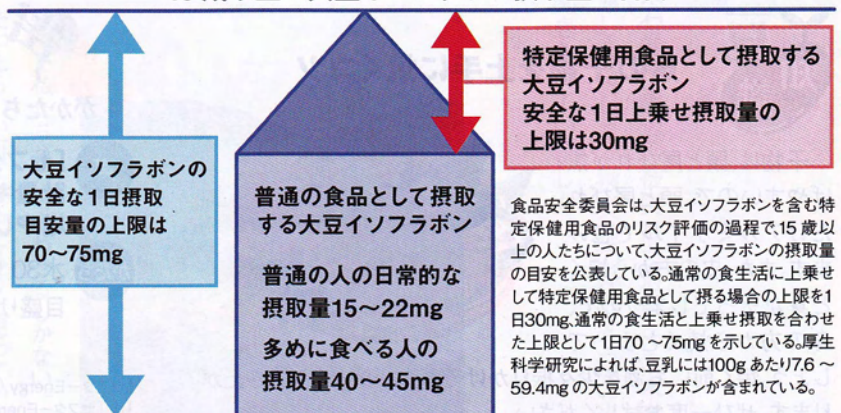 大豆イソフラボンの
安全な1日摂取
目安量の上限は
70〜75mg
普通の食品として摂取
する大豆イソフラボン
普通の人の日常的な
摂取量15〜22mg
多めに食べる人の
摂取量40〜45mg
特定保健用食品として摂取する
大豆イソフラボン
安全な1日上乗せ摂取量の
上限は30mg
食品安全委員会は、大豆イソフラボンを含む特
定保健用食品のリスク評価の過程で、15歳以
上の人たちについて、大豆イソフラボンの摂取量
の目安を公表している。通常の食生活に上乗せ
して特定保健用食品として摂る場合の上限を1
日30mg、通常の食生活と上乗せ摂取を合わせ
た上限として1日70〜75mgを示している。厚生
科学研究によれば、豆乳には100gあたり7.6〜
59.4mgの大豆イソフラボンが含まれている。